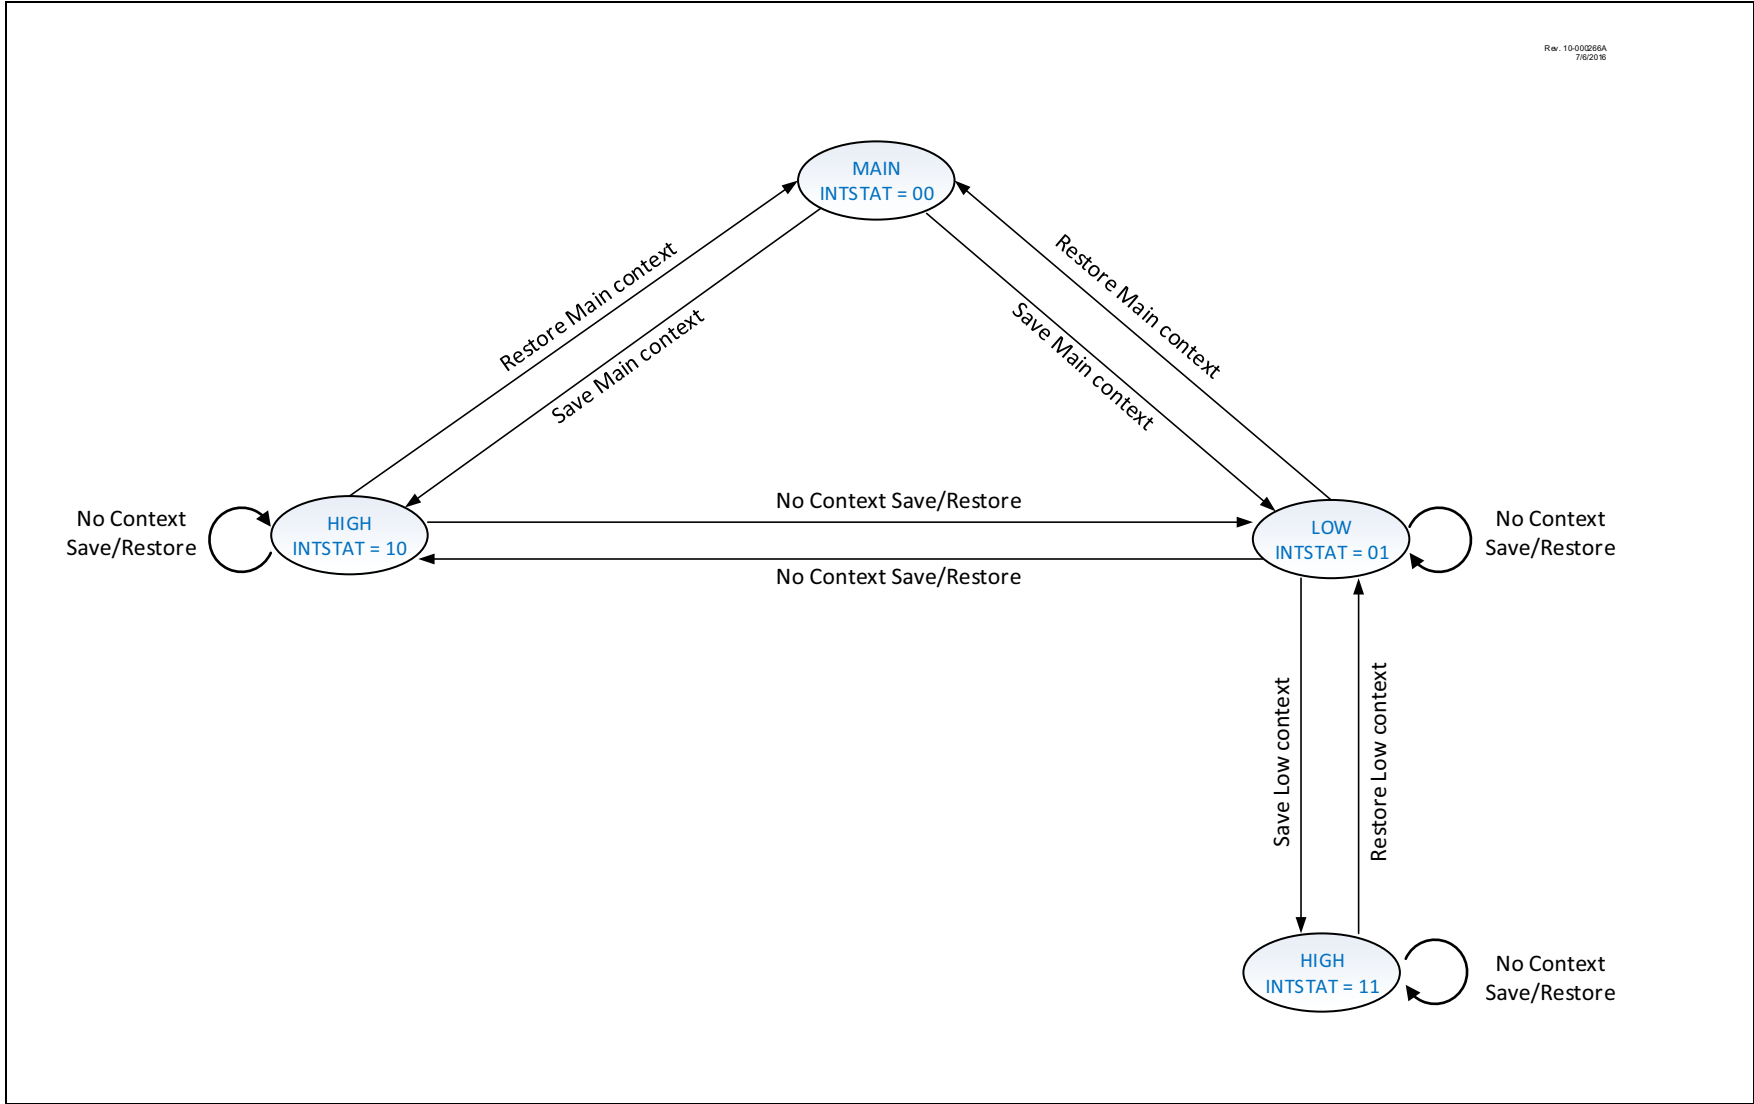 Rev. 10-000266A
7/6/2016
MAIN
INTSTAT = 00
Restore Main context
Save Main context
Restore Main context
Save Main context
No Context
Save/Restore
HIGH
INTSTAT = 10
No Context Save/Restore
No Context Save/Restore
LOW
INTSTAT = 01
No Context
Save/Restore
Save Low context
Restore Low context
HIGH
INTSTAT = 11
No Context
Save/Restore